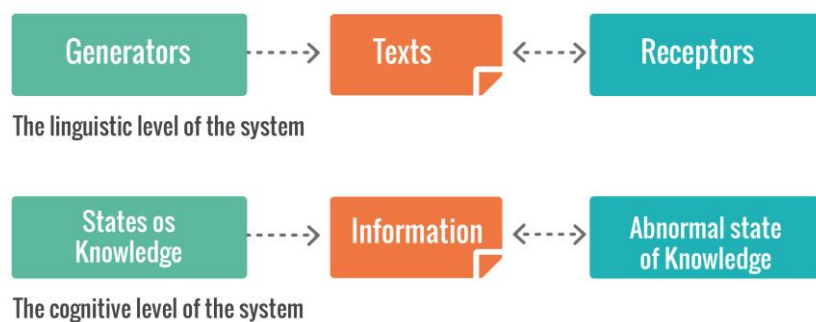 Generators
Texts
Receptors
The linguistic level of the system
States os
Knowledge
Information
Abnormal state
of Knowledge
The cognitive level of the system